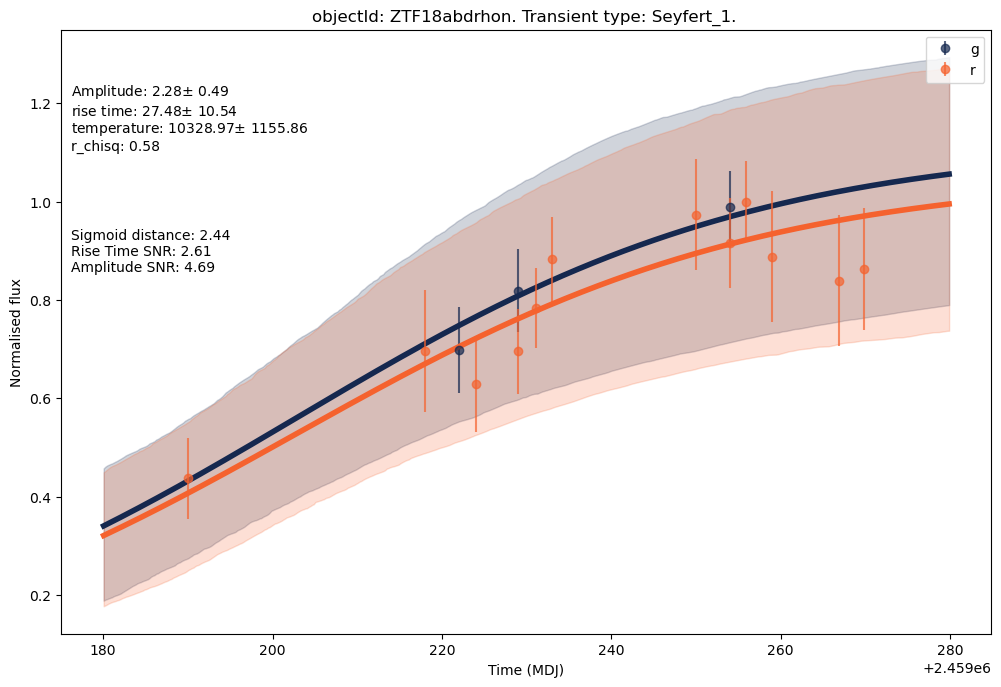 objectId: ZTF18abdrhon. Transient type: Seyfert_1.
g
r
Amplitude: 2.28± 0.49
rise time: 27.48± 10.54
temperature: 10328.97± 1155.86
r_chisq: 0.58
Sigmoid distance: 2.44
Rise Time SNR: 2.61
Amplitude SNR: 4.69
Normalised flux
1.2
1.0
0.8
0.6
0.4
0.2
180
200
220
240
260
280
Time (MDJ)
+2.459e6